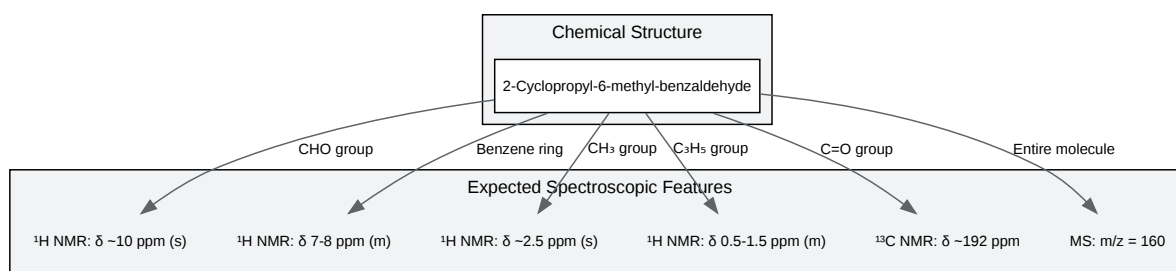 Chemical Structure
2-Cyclopropyl-6-methyl-benzaldehyde
CHO group
Benzene ring
CH₃ group
C₃H₅ group
C=O group
Entire molecule
Expected Spectroscopic Features
¹H NMR: δ ~10 ppm (s)
¹H NMR: δ 7-8 ppm (m)
¹H NMR: δ ~2.5 ppm (s)
¹H NMR: δ 0.5-1.5 ppm (m)
¹³C NMR: δ ~192 ppm
MS: m/z = 160